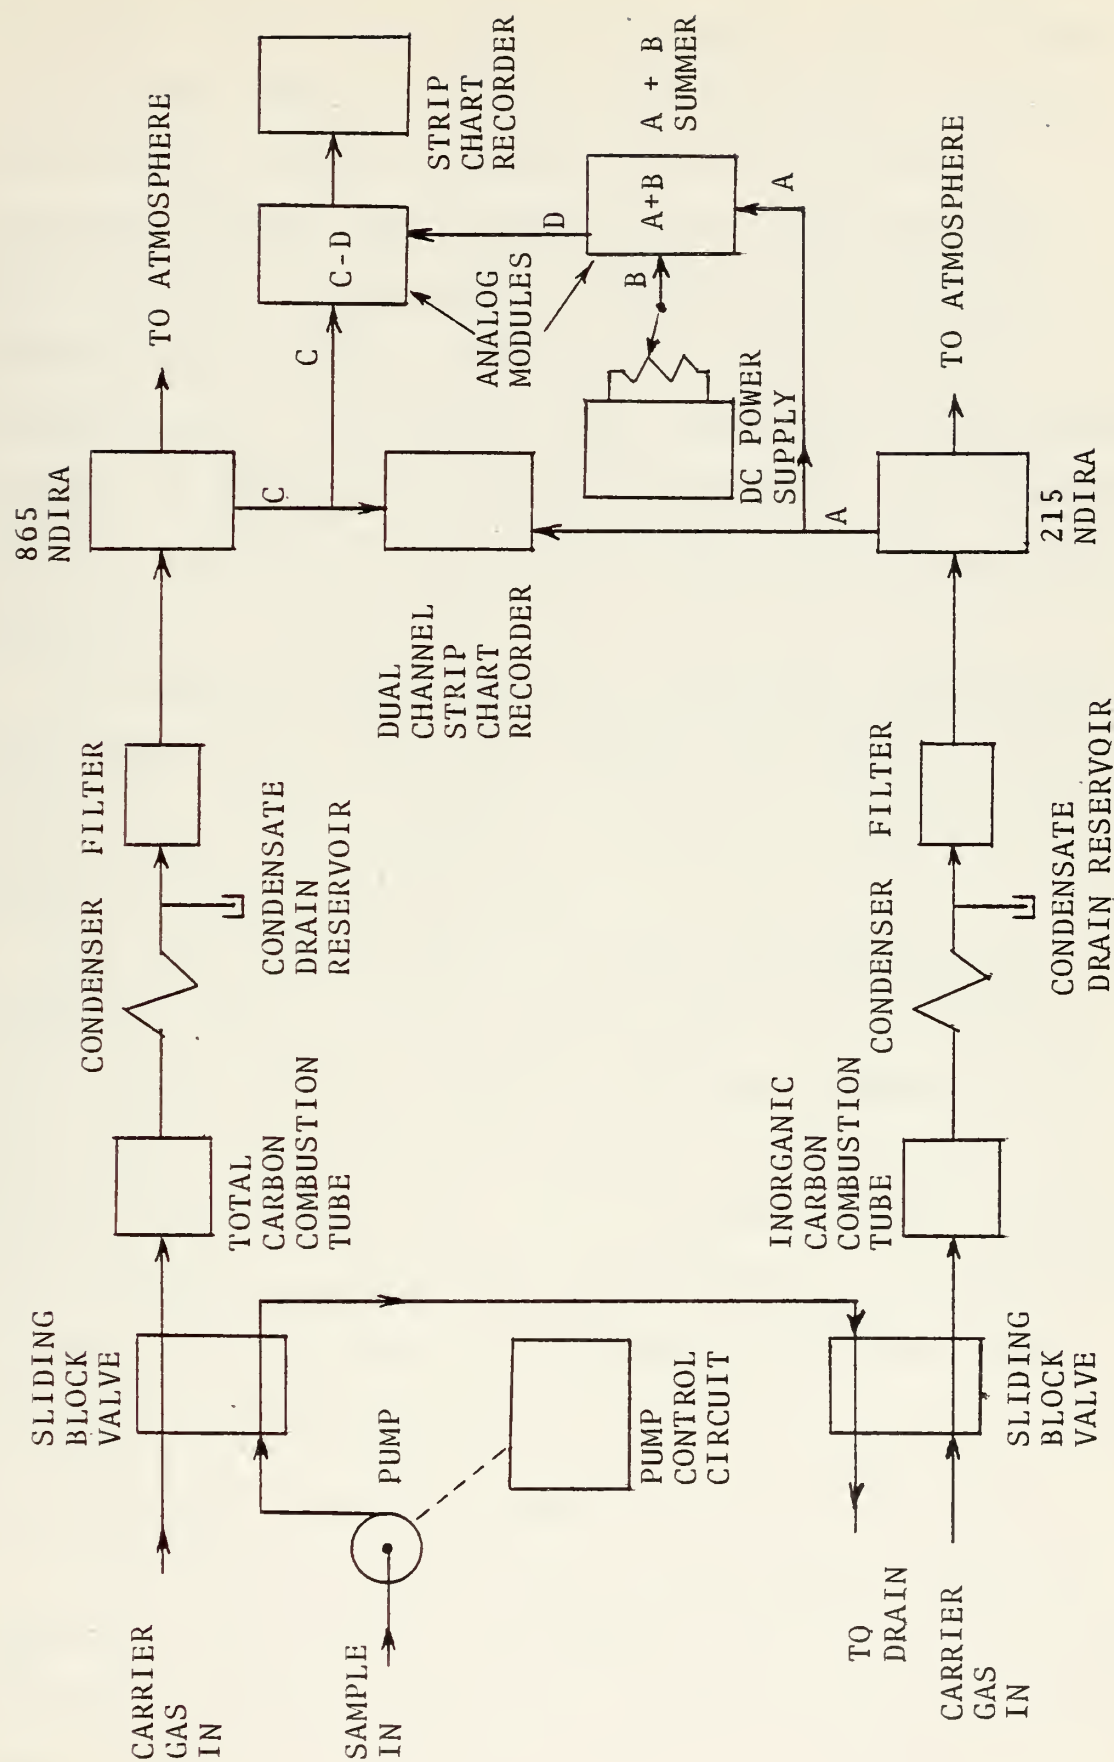 865
NDIRA
TO ATMOSPHERE
C
C
C-D
STRIP
CHART
RECORDER
FILTER
CONDENSER
CONDENSATE
DRAIN
RESERVOIR
TOTAL
CARBON
COMBUSTION
TUBE
SLIDING
BLOCK
VALVE
CARRIER
GAS
IN
SAMPLE
IN
PUMP
PUMP
CONTROL
CIRCUIT
DUAL
CHANNEL
STRIP
CHART
RECORDER
ANALOG
MODULES
D
B
A+B
A + B
SUMMER
DC POWER
SUPPLY
A
A
215
NDIRA
TO ATMOSPHERE
FILTER
CONDENSER
CONDENSATE
DRAIN RESERVOIR
INORGANIC
CARBON
COMBUSTION
TUBE
SLIDING
BLOCK
VALVE
TO
DRAIN
CARRIER
GAS
IN